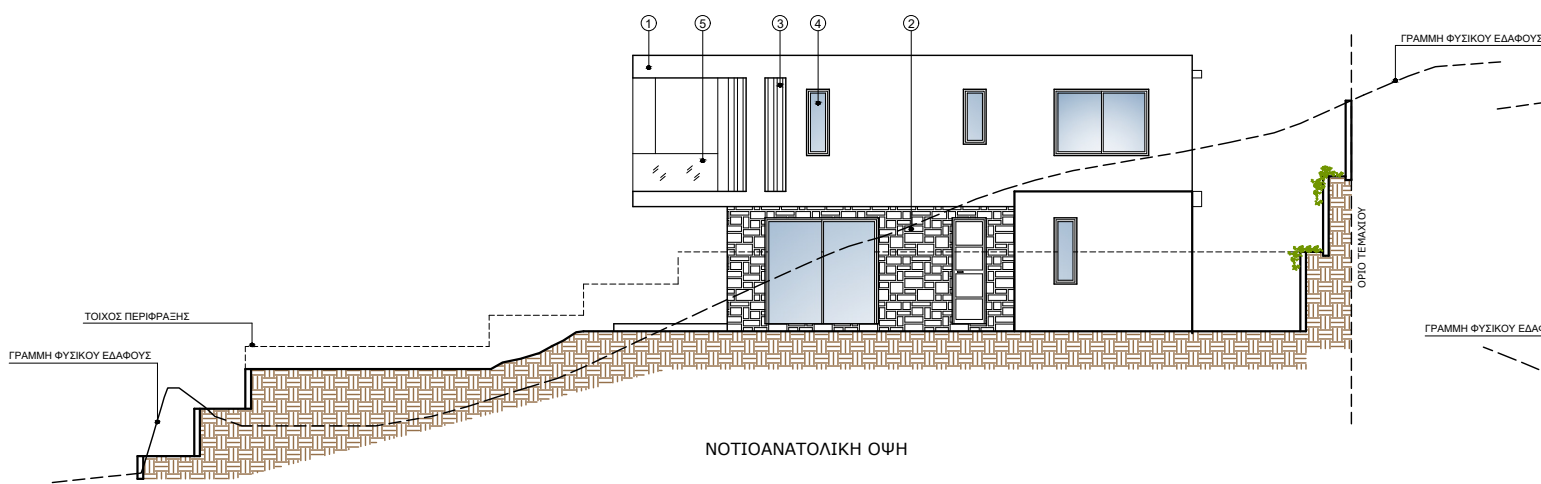 1 5 3 4 2
ΓΡΑΜΜΗ ΦΥΣΙΚΟΥ ΕΔΑΦΟΥΣ
ΟΡΙΟ ΤΕΜΑΧΙΟΥ
ΤΟΙΧΟΣ ΠΕΡΙΦΡΑΞΗΣ
ΓΡΑΜΜΗ ΦΥΣΙΚΟΥ ΕΔΑΦΟΥΣ
ΓΡΑΜΜΗ ΦΥΣΙΚΟΥ
ΝΟΤΙΟΑΝΑΤΟΛΙΚΗ ΟΨΗ